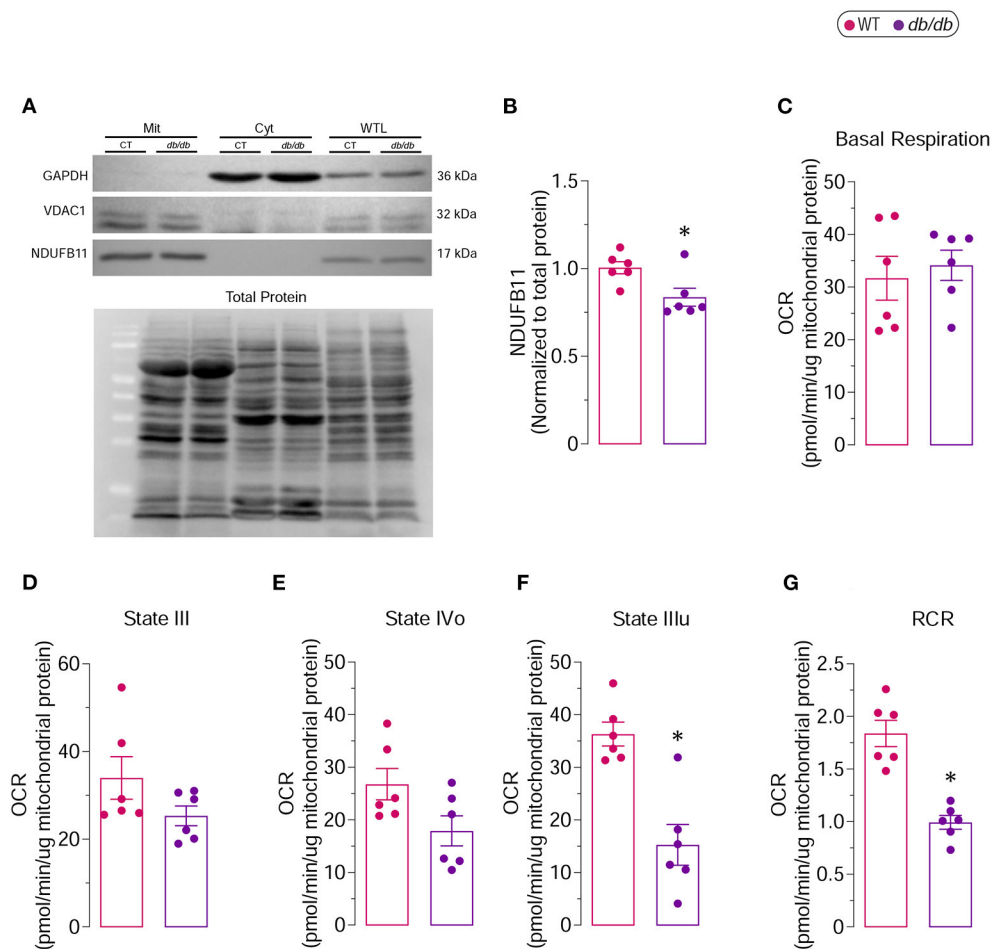 WT db/db
A
Mit Cyt WTL
CT db/db CT db/db CT db/db
GAPDH 36 kDa
VDAC1 32 kDa
NDUFB11 17 kDa
Total Protein
B
NDUFB11
(Normalized to total protein)
1.5
1.0
0.5
0
*
C
Basal Respiration
OCR
(pmol/min/ug mitochondrial protein)
50
40
30
20
10
0
D
State III
OCR
(pmol/min/ug mitochondrial protein)
60
40
20
0
E
State IVo
OCR
(pmol/min/ug mitochondrial protein)
50
40
30
20
10
0
F
State IIIu
OCR
(pmol/min/ug mitochondrial protein)
50
40
30
20
10
0
*
G
RCR
OCR
(pmol/min/ug mitochondrial protein)
2.5
2.0
1.5
1.0
0.5
0
*